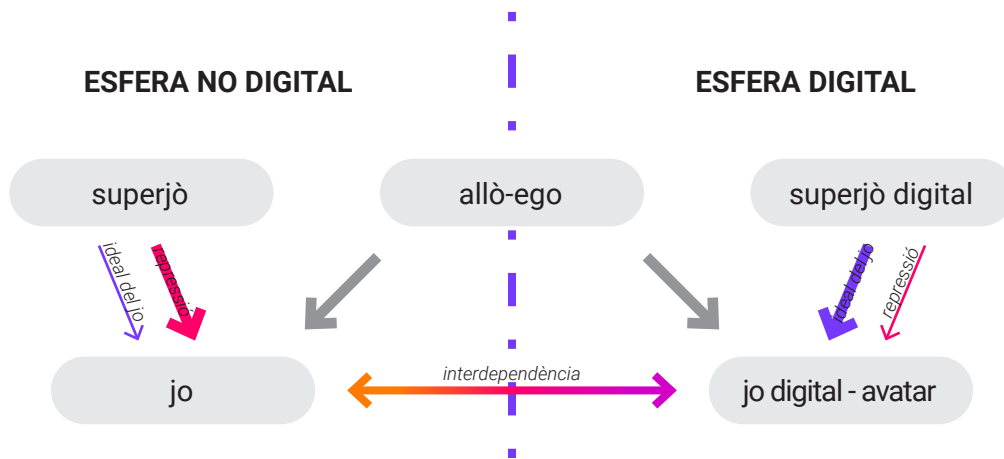 ESFERA NO DIGITAL
ESFERA DIGITAL
superjò
allò-ego
superjò digital
ideal del jo
repressió
ideal del jo
repressió
interdependència
jo
jo digital - avatar